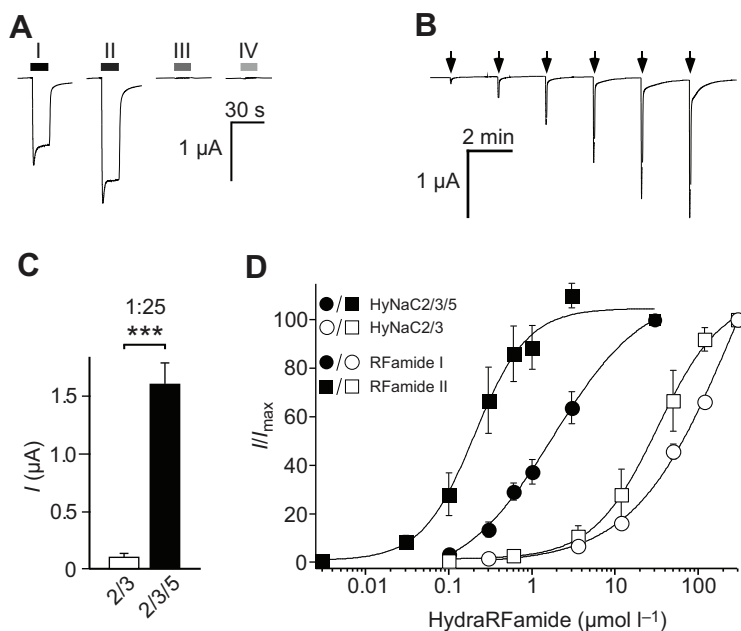 A
I II III IV
30 s
1 µA
B
2 min
1 µA
C
1:25
***
I (µA)
1.5
1.0
0.5
0
2/3
2/3/5
D
●/■ HyNaC2/3/5
○/□ HyNaC2/3
●/○ RFamide I
■/□ RFamide II
I/Imax
100
80
60
40
20
0
0.01 0.1 1 10 100
HydraRFamide (µmol l⁻¹)